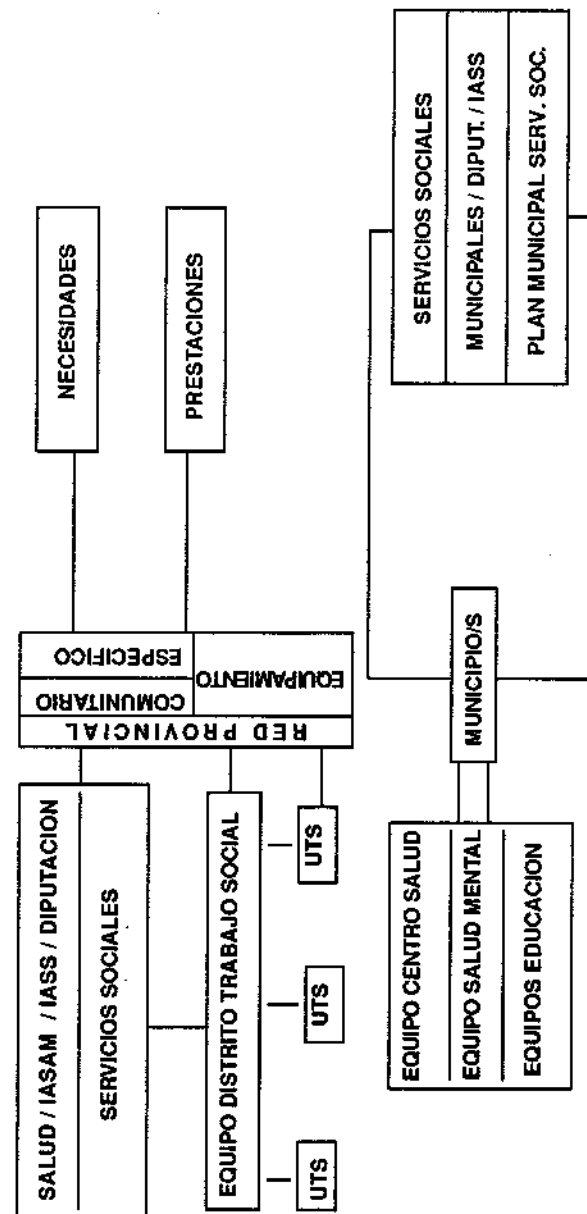 SALUD / IASAM / IASS / DIPUTACION
SERVICIOS SOCIALES
EQUIPO DISTRITO TRABAJO SOCIAL
UTS
UTS
UTS
RED PROVINCIAL
COMUNITARIO
ESPECIFICO
EQUIPAMIENTO
NECESIDADES
PRESTACIONES
EQUIPO CENTRO SALUD
EQUIPO SALUD MENTAL
EQUIPOS EDUCACION
MUNICIPIO/S
SERVICIOS SOCIALES
MUNICIPALES / DIPUT. / IASS
PLAN MUNICIPAL SERV. SOC.